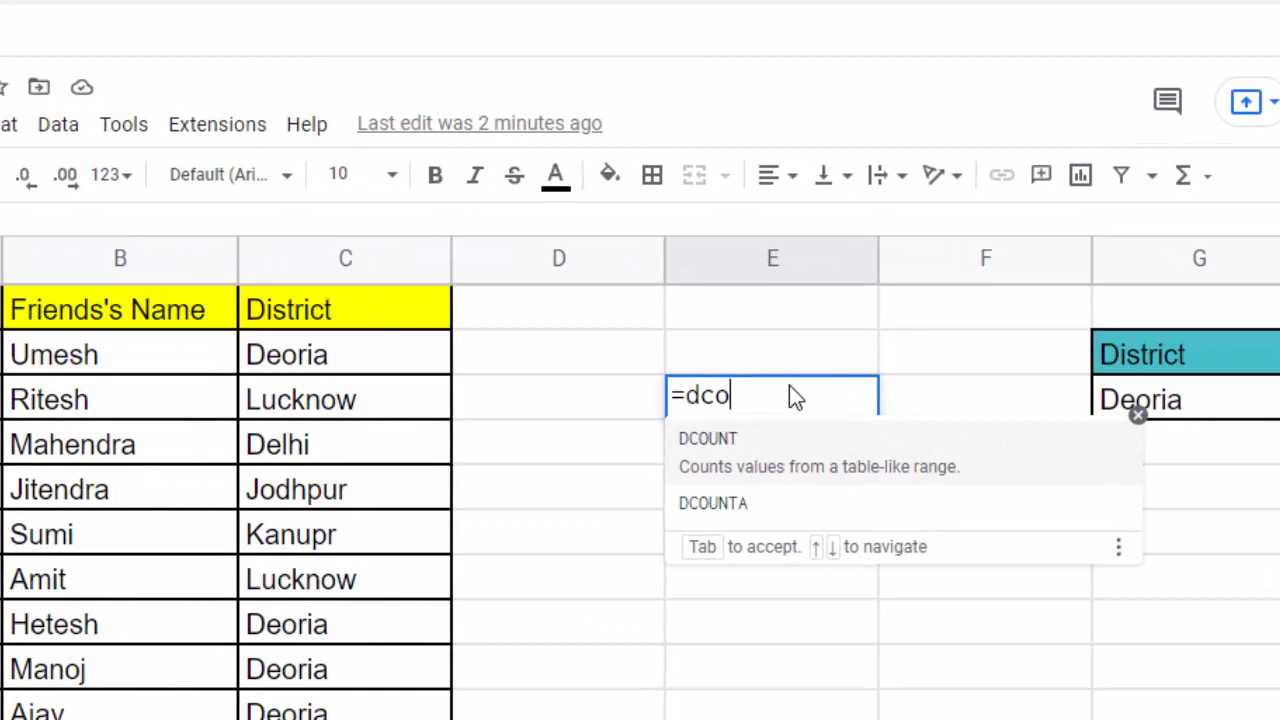 at Data Tools Extensions Help Last edit was 2 minutes ago
.0 .00 123 Default (Ari... 10 B I S A Σ
B C D E F G
Friends's Name District
Umesh Deoria District
Ritesh Lucknow =dco Deoria
Mahendra Delhi DCOUNT
Jitendra Jodhpur Counts values from a table-like range.
Sumi Kanupr DCOUNTA
Amit Lucknow Tab to accept. ↑ ↓ to navigate
Hetesh Deoria
Manoj Deoria
Ajay Deoria